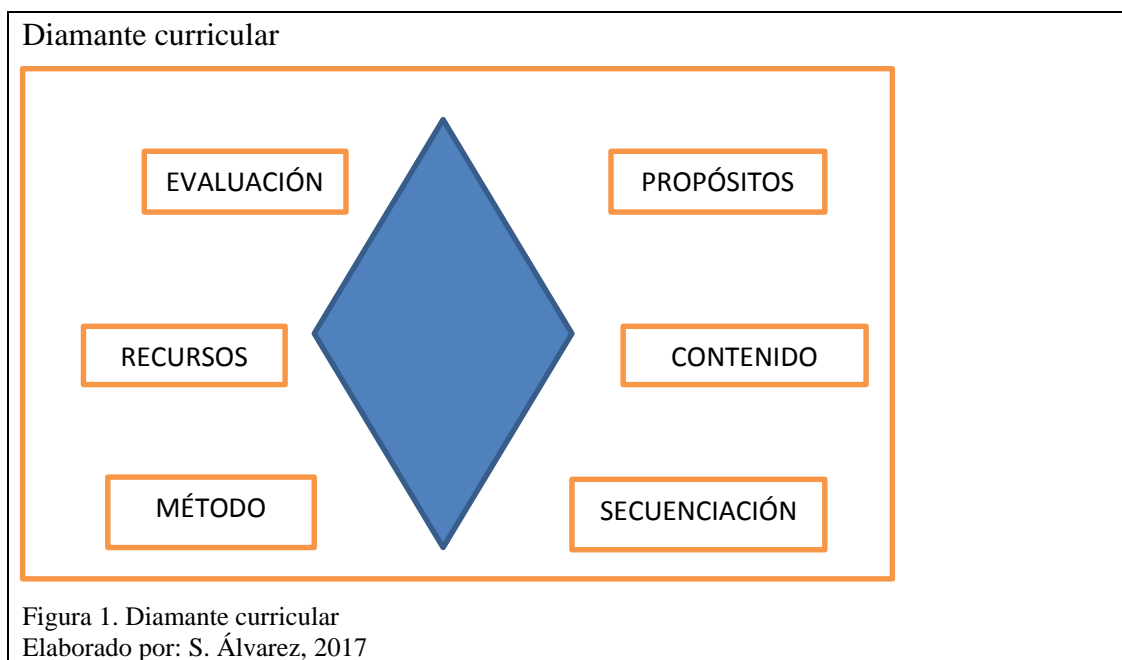 Diamante curricular
EVALUACIÓN
PROPÓSITOS
RECURSOS
CONTENIDO
MÉTODO
SECUENCIACIÓN
Figura 1. Diamante curricular
Elaborado por: S. Álvarez, 2017